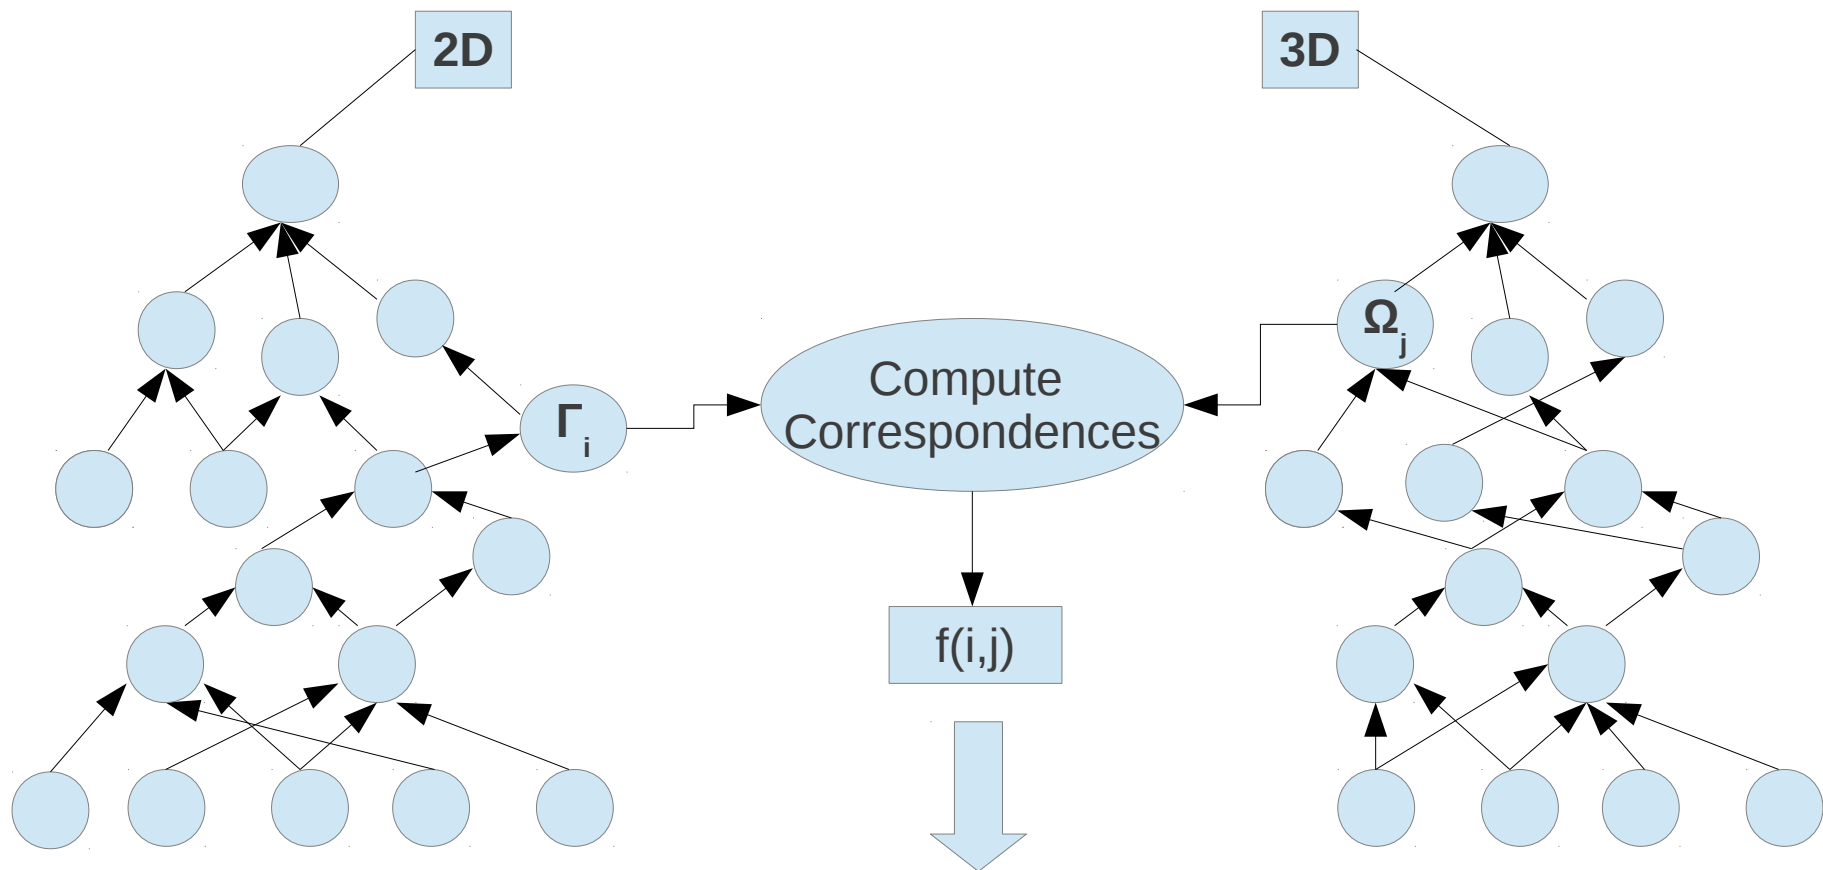 2D
3D
Ωj
Γi
Compute
Correspondences
f(i,j)